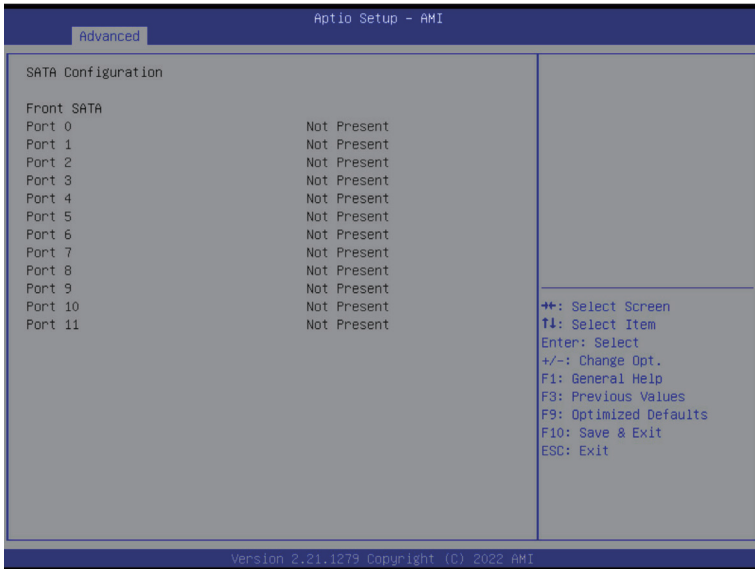 Aptio Setup – AMI
Advanced
SATA Configuration
Front SATA
Port 0 Not Present
Port 1 Not Present
Port 2 Not Present
Port 3 Not Present
Port 4 Not Present
Port 5 Not Present
Port 6 Not Present
Port 7 Not Present
Port 8 Not Present
Port 9 Not Present
Port 10 Not Present
Port 11 Not Present
→←: Select Screen
↑↓: Select Item
Enter: Select
+/-: Change Opt.
F1: General Help
F3: Previous Values
F9: Optimized Defaults
F10: Save & Exit
ESC: Exit
Version 2.21.1279 Copyright (C) 2022 AMI